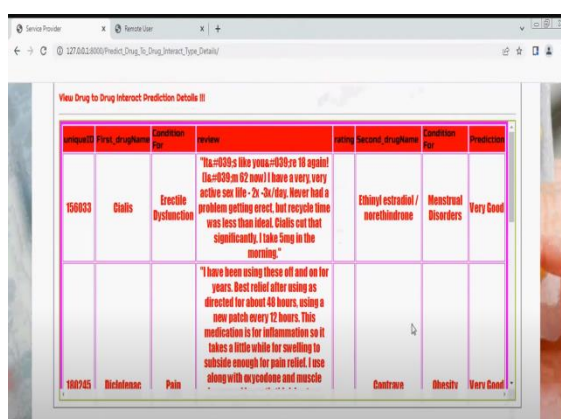 Service Provider
Remote User
127.0.0.1:8000/Predict_Drug_To_Drug_Interact_Type_Details/
View Drug to Drug Interact Prediction Details !!!
uniqueID First_drugName Condition For review rating Second_drugName Condition For Prediction
156633 Cialis Erectile Dysfunction
"It&#039;s like you&#039;re 18 again!
(I&#039;m 62 now) I have a very, very
active sex life - 2x -3x/day. Never had a
problem getting erect, but recycle time
was less than ideal. Cialis cut that
significantly. I take 5mg in the
morning."
Ethinyl estradiol / norethindrone Menstrual Disorders Very Good
180245 Diclofenac Pain
"I have been using these off and on for
years. Best relief after using as
directed for about 48 hours, using a
new patch every 12 hours. This
medication is for inflammation so it
takes a little while for swelling to
subside enough for pain relief. I use
along with oxycodone and muscle
Contrave Obesity Very Good